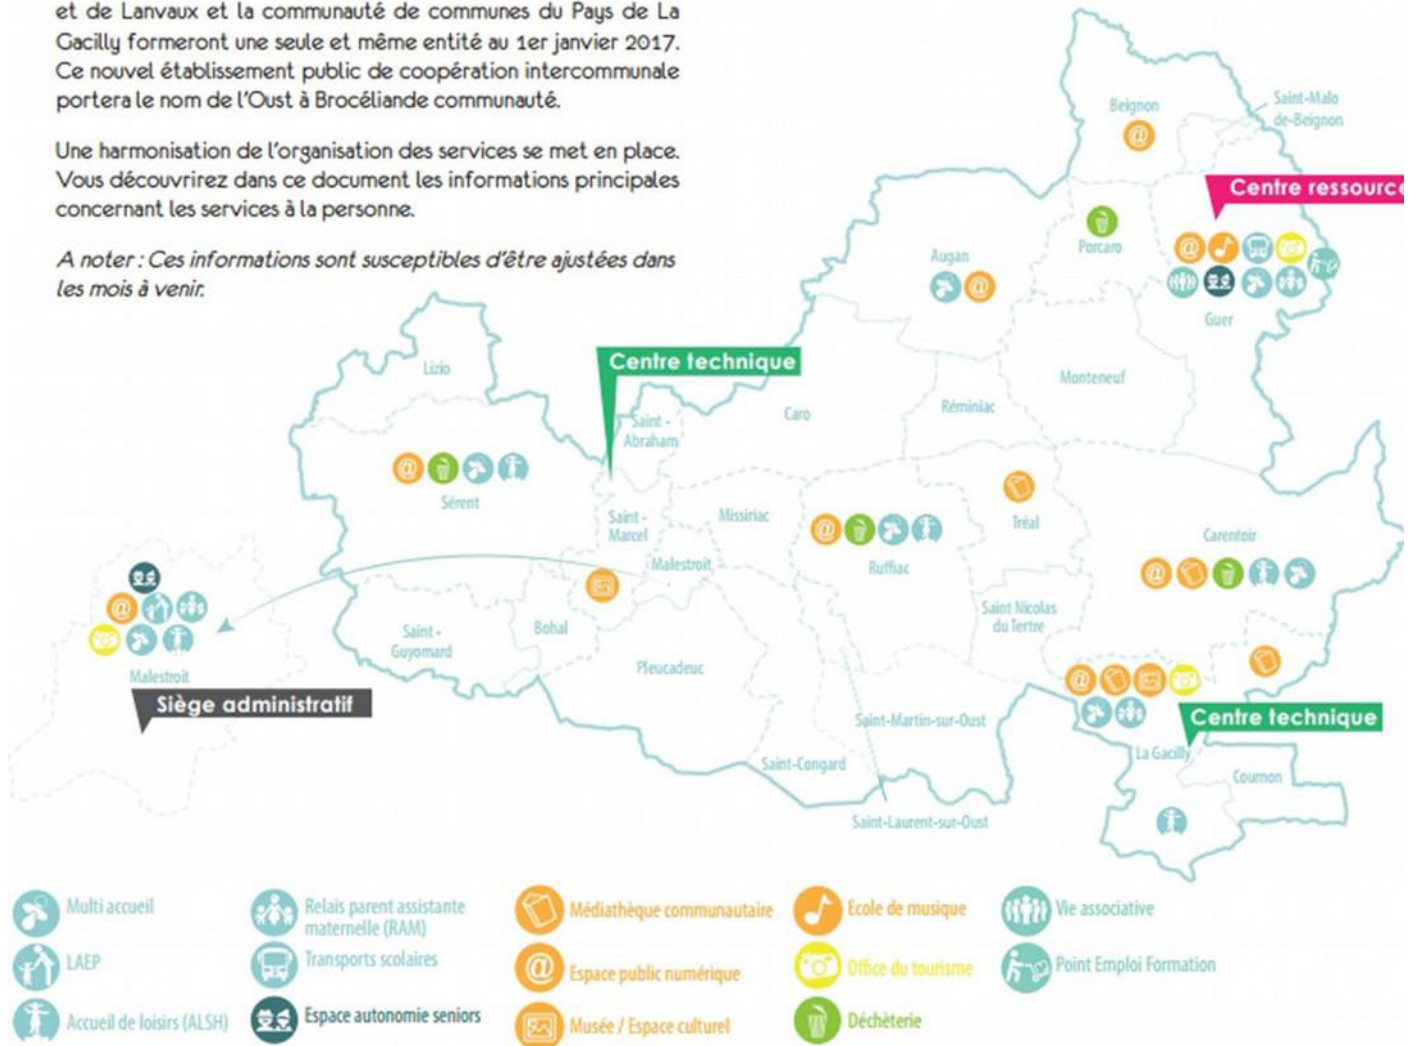 et de Lanvaux et la communauté de communes du Pays de La
Gacilly formeront une seule et même entité au 1er janvier 2017.
Ce nouvel établissement public de coopération intercommunale
portera le nom de l'Oust à Brocéliande communauté.
Une harmonisation de l'organisation des services se met en place.
Vous découvrirez dans ce document les informations principales
concernant les services à la personne.
A noter : Ces informations sont susceptibles d'être ajustées dans
les mois à venir.
Beignon
Saint-Malo
de-Beignon
Centre ressource
Porcaro
Augan
Guer
Centre technique
Lizio
Monteneuf
Caro
Réminiac
Saint -
Abraham
Sérent
Saint -
Marcel
Missiriac
Tréal
Carentoir
Malestroit
Ruffiac
Saint Nicolas
du Tertre
Saint -
Guyomard
Bohal
Pleucadeuc
Malestroit
Siège administratif
Saint-Martin-sur-Oust
Centre technique
Saint-Congard
La Gacilly
Cournon
Saint-Laurent-sur-Oust
Multi accueil
LAEP
Accueil de loisirs (ALSH)
Relais parent assistante
maternelle (RAM)
Transports scolaires
Espace autonomie seniors
Médiathèque communautaire
@ Espace public numérique
Musée / Espace culturel
Ecole de musique
Office du tourisme
Déchèterie
Vie associative
Point Emploi Formation